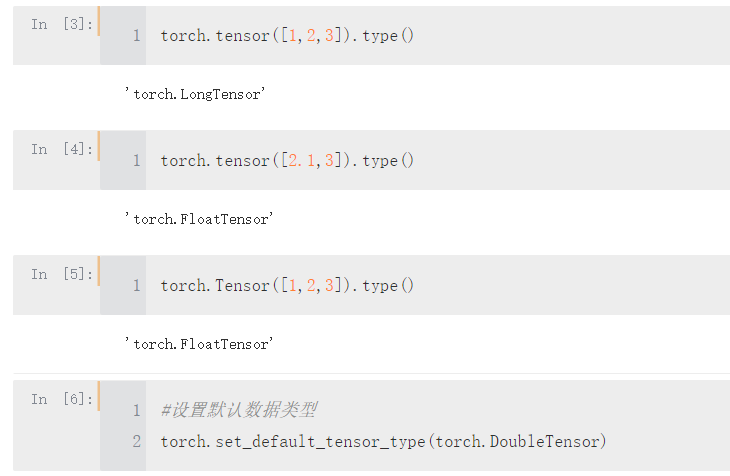 In [3]:
1 torch.tensor([1,2,3]).type()
'torch.LongTensor'
In [4]:
1 torch.tensor([2.1,3]).type()
'torch.FloatTensor'
In [5]:
1 torch.Tensor([1,2,3]).type()
'torch.FloatTensor'
In [6]:
1 #设置默认数据类型
2 torch.set_default_tensor_type(torch.DoubleTensor)